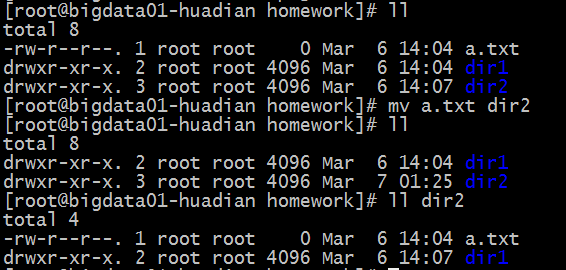 [root@bigdata01-huadian homework]# ll
total 8
-rw-r--r--. 1 root root    0 Mar  6 14:04 a.txt
drwxr-xr-x. 2 root root 4096 Mar  6 14:04 dir1
drwxr-xr-x. 3 root root 4096 Mar  6 14:07 dir2
[root@bigdata01-huadian homework]# mv a.txt dir2
[root@bigdata01-huadian homework]# ll
total 8
drwxr-xr-x. 2 root root 4096 Mar  6 14:04 dir1
drwxr-xr-x. 3 root root 4096 Mar  7 01:25 dir2
[root@bigdata01-huadian homework]# ll dir2
total 4
-rw-r--r--. 1 root root    0 Mar  6 14:04 a.txt
drwxr-xr-x. 2 root root 4096 Mar  6 14:07 dir1